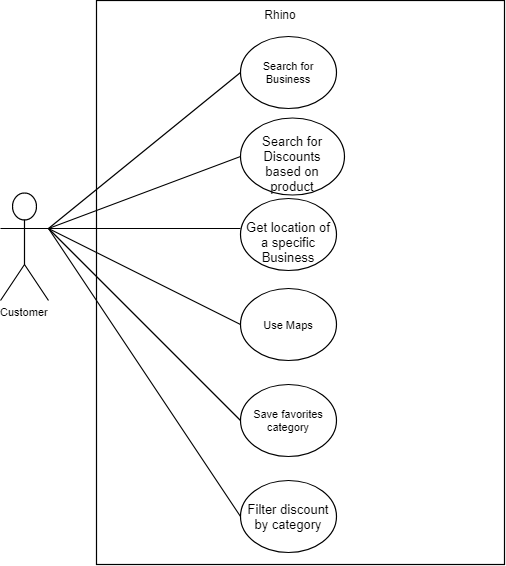 Rhino
Search for
Business
Search for
Discounts
based on
product
Get location of
a specific
Business
Customer
Use Maps
Save favorites
category
Filter discount
by category